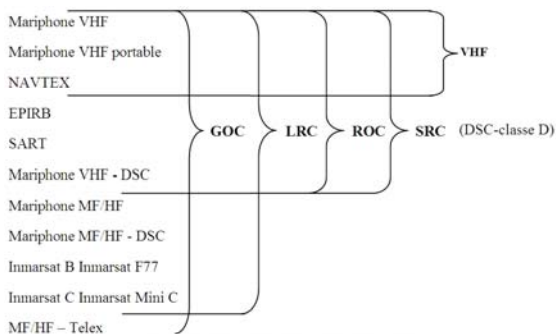 Mariphone VHF
Mariphone VHF portable
VHF
NAVTEX
EPIRB
GOC LRC ROC SRC (DSC-classe D)
SART
Mariphone VHF - DSC
Mariphone MF/HF
Mariphone MF/HF - DSC
Inmarsat B Inmarsat F77
Inmarsat C Inmarsat Mini C
MF/HF – Telex